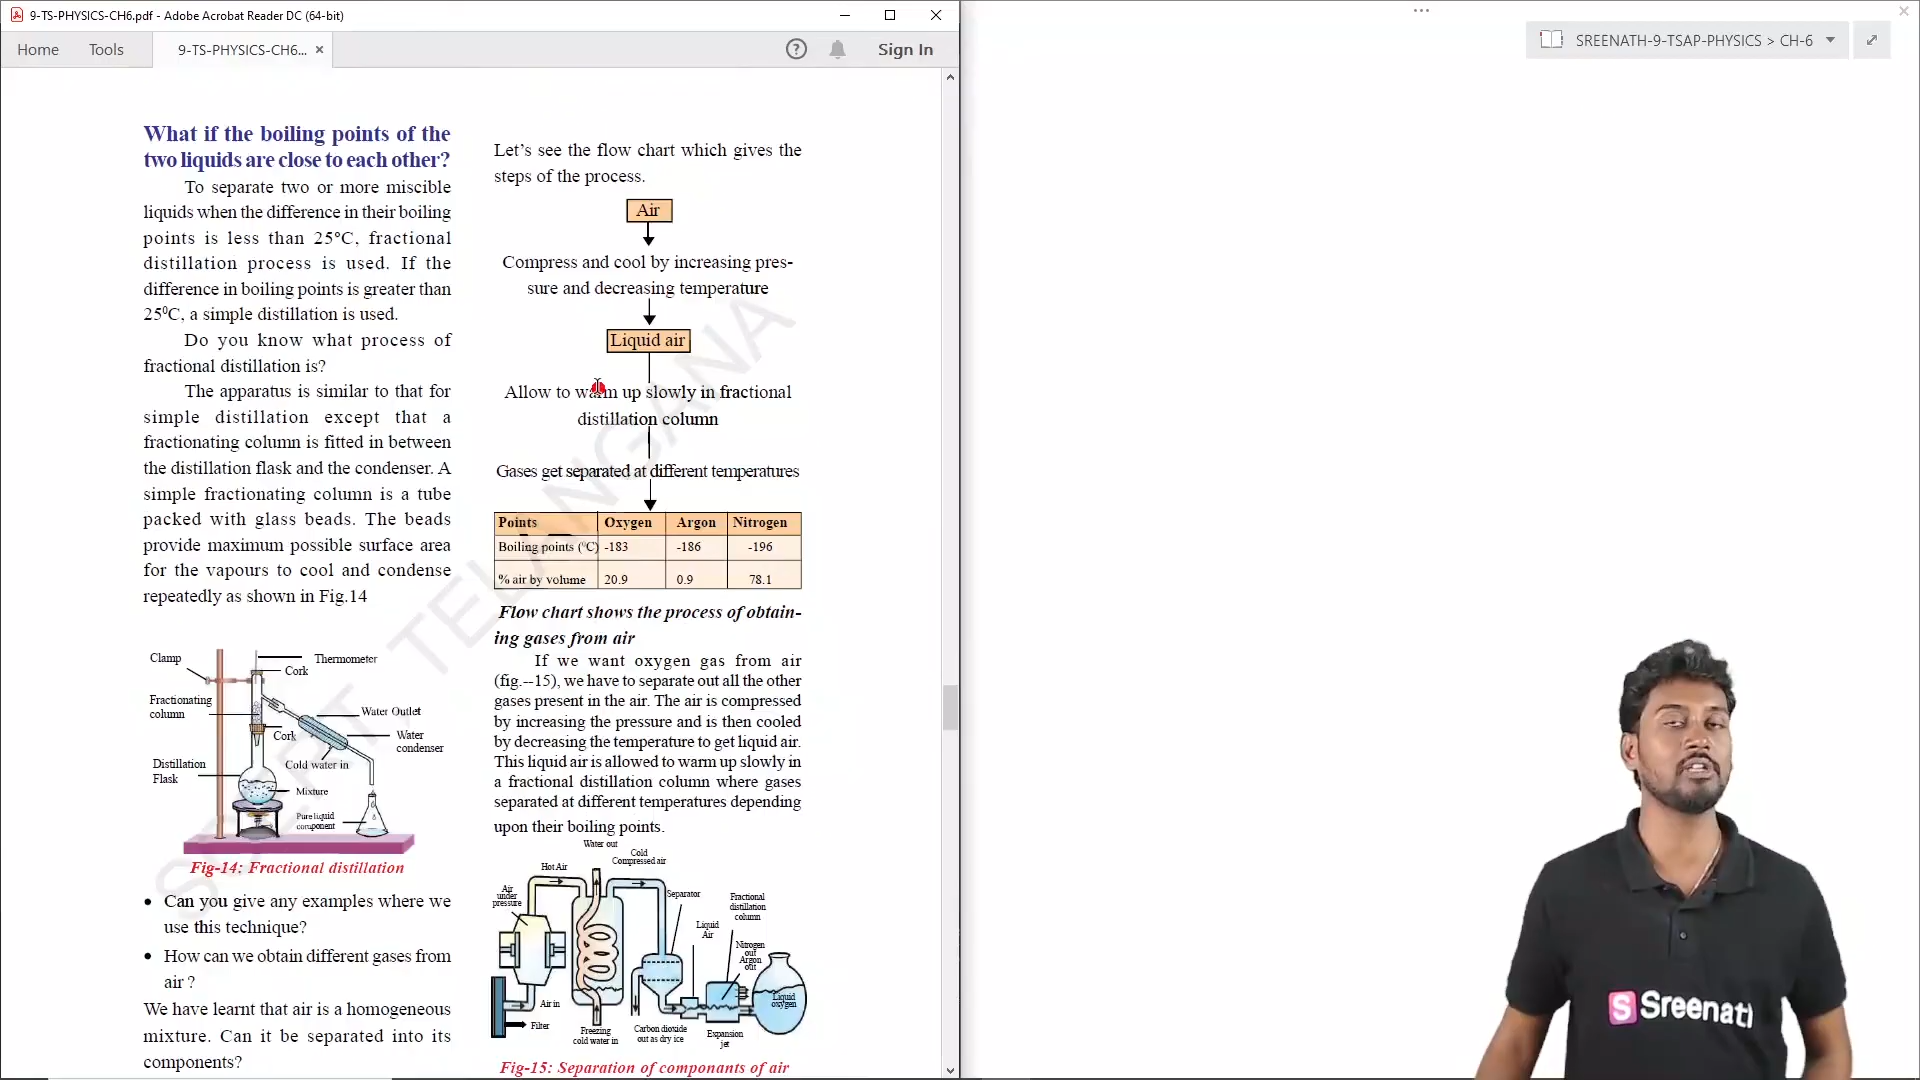 9-TS-PHYSICS-CH6.pdf - Adobe Acrobat Reader DC (64-bit)
Home
Tools
9-TS-PHYSICS-CH6...
Sign In
SREENATH-9-TSAP-PHYSICS > CH-6
What if the boiling points of the
two liquids are close to each other?
To separate two or more miscible
liquids when the difference in their boiling
points is less than 25°C, fractional
distillation process is used. If the
difference in boiling points is greater than
25⁰C, a simple distillation is used.
Do you know what process of
fractional distillation is?
The apparatus is similar to that for
simple distillation except that a
fractionating column is fitted in between
the distillation flask and the condenser. A
simple fractionating column is a tube
packed with glass beads. The beads
provide maximum possible surface area
for the vapours to cool and condense
repeatedly as shown in Fig.14
Clamp
Thermometer
Cork
Fractionating
column
Water Outlet
Cork
Water
condenser
Distillation
Flask
Cold water in
Mixture
Pure liquid
component
Fig-14: Fractional distillation
• Can you give any examples where we
use this technique?
• How can we obtain different gases from
air ?
We have learnt that air is a homogeneous
mixture. Can it be separated into its
components?
Let’s see the flow chart which gives the
steps of the process.
Air
Compress and cool by increasing pres-
sure and decreasing temperature
Liquid air
Allow to warm up slowly in fractional
distillation column
Gases get separated at different temperatures
Points Oxygen Argon Nitrogen
Boiling points (⁰C) -183 -186 -196
% air by volume 20.9 0.9 78.1
Flow chart shows the process of obtain-
ing gases from air
If we want oxygen gas from air
(fig.--15), we have to separate out all the other
gases present in the air. The air is compressed
by increasing the pressure and is then cooled
by decreasing the temperature to get liquid air.
This liquid air is allowed to warm up slowly in
a fractional distillation column where gases
separated at different temperatures depending
upon their boiling points.
Water out
Cold
Compressed air
Hot Air
Air
under
pressure
Separator
Fractional
distillation
column
Liquid
Air
Nitrogen
out
Argon
out
Liquid
oxygen
Air in
Filter
Freezing
cold water in
Carbon dioxide
out as dry ice
Expansion
jet
Fig-15: Separation of componants of air
SCERT, TELANGANA
S Sreenath